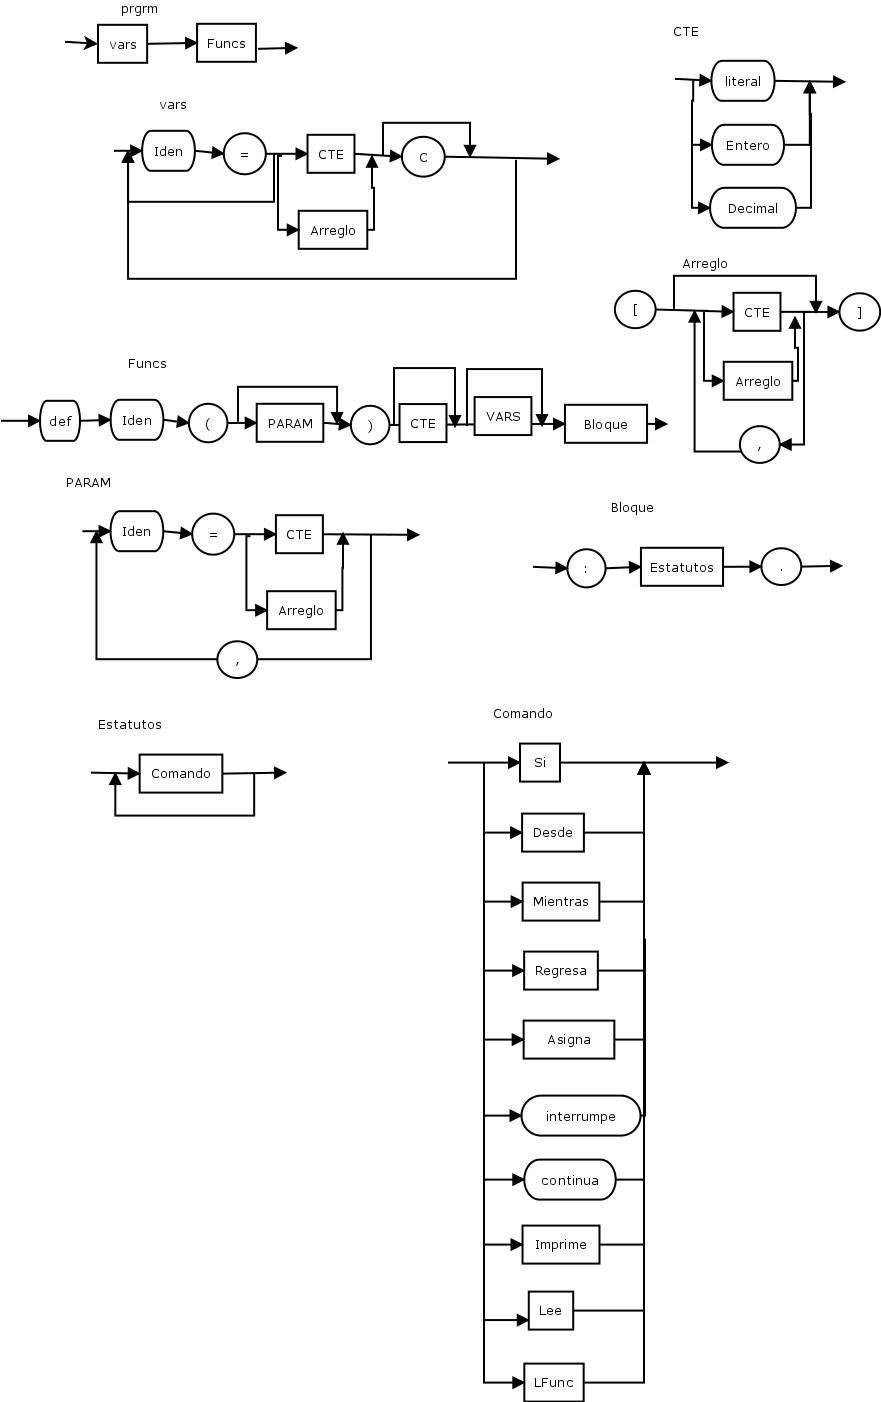 prgrm
vars
Funcs
CTE
literal
Entero
Decimal
vars
Iden
=
CTE
C
Arreglo
Arreglo
[
CTE
]
Arreglo
,
Funcs
def
Iden
(
PARAM
)
CTE
VARS
Bloque
PARAM
Iden
=
CTE
Arreglo
,
Bloque
:
Estatutos
.
Estatutos
Comando
Comando
Si
Desde
Mientras
Regresa
Asigna
interrumpe
continua
Imprime
Lee
LFunc